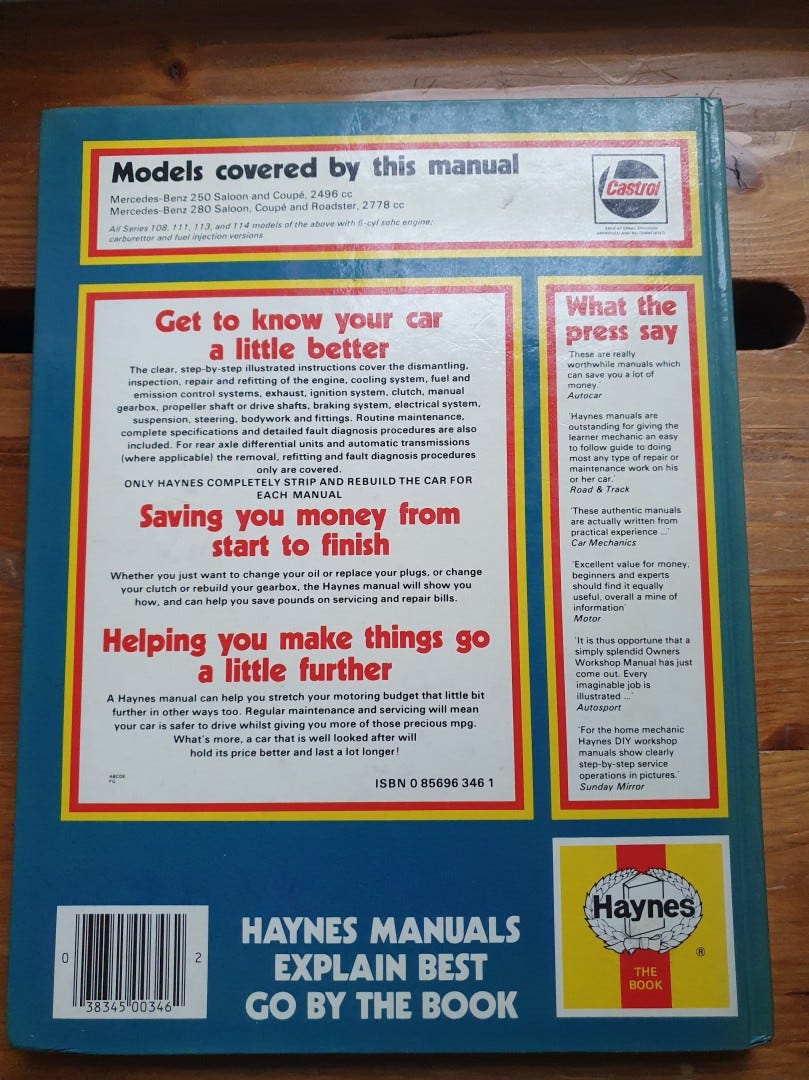 Models covered by this manual
Mercedes-Benz 250 Saloon and Coupé, 2496 cc
Mercedes-Benz 280 Saloon, Coupé and Roadster, 2778 cc
All Series 108, 111, 113, and 114 models of the above with 6-cyl sohc engine;
carburettor and fuel injection versions
Castrol
EDUCATIONAL DIVISION
APPROVED AND RECOMMENDED
Get to know your car
a little better
The clear, step-by-step illustrated instructions cover the dismantling,
inspection, repair and refitting of the engine, cooling system, fuel and
emission control systems, exhaust, ignition system, clutch, manual
gearbox, propeller shaft or drive shafts, braking system, electrical system,
suspension, steering, bodywork and fittings. Routine maintenance,
complete specifications and detailed fault diagnosis procedures are also
included. For rear axle differential units and automatic transmissions
(where applicable) the removal, refitting and fault diagnosis procedures
only are covered.
ONLY HAYNES COMPLETELY STRIP AND REBUILD THE CAR FOR
EACH MANUAL
Saving you money from
start to finish
Whether you just want to change your oil or replace your plugs, or change
your clutch or rebuild your gearbox, the Haynes manual will show you
how, and can help you save pounds on servicing and repair bills.
Helping you make things go
a little further
A Haynes manual can help you stretch your motoring budget that little bit
further in other ways too. Regular maintenance and servicing will mean
your car is safer to drive whilst giving you more of those precious mpg.
What's more, a car that is well looked after will
hold its price better and last a lot longer!
ABCDE
FG
ISBN 0 85696 346 1
What the
press say
'These are really
worthwhile manuals which
can save you a lot of
money.'
Autocar
'Haynes manuals are
outstanding for giving the
learner mechanic an easy
to follow guide to doing
most any type of repair or
maintenance work on his
or her car.'
Road & Track
'These authentic manuals
are actually written from
practical experience ...'
Car Mechanics
'Excellent value for money,
beginners and experts
should find it equally
useful, overall a mine of
information'
Motor
'It is thus opportune that a
simply splendid Owners
Workshop Manual has just
come out. Every
imaginable job is
illustrated ...'
Autosport
'For the home mechanic
Haynes DIY workshop
manuals show clearly
step-by-step service
operations in pictures.'
Sunday Mirror
0 38345 00346 2
HAYNES MANUALS
EXPLAIN BEST
GO BY THE BOOK
Haynes
®
THE
BOOK